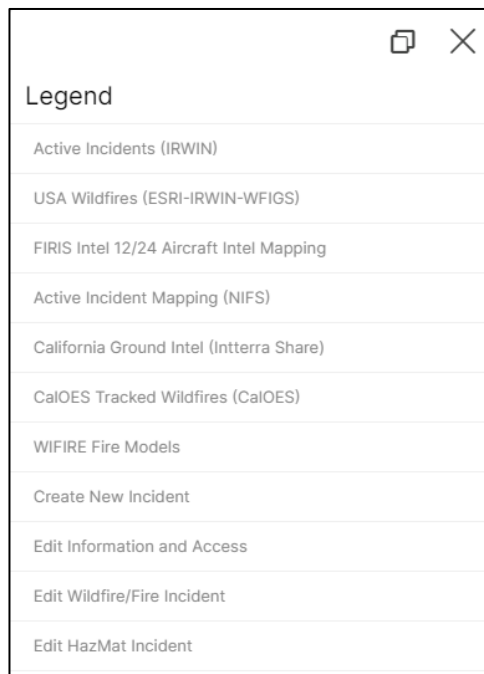 Legend
Active Incidents (IRWIN)
USA Wildfires (ESRI-IRWIN-WFIGS)
FIRIS Intel 12/24 Aircraft Intel Mapping
Active Incident Mapping (NIFS)
California Ground Intel (Intterra Share)
CalOES Tracked Wildfires (CalOES)
WIFIRE Fire Models
Create New Incident
Edit Information and Access
Edit Wildfire/Fire Incident
Edit HazMat Incident